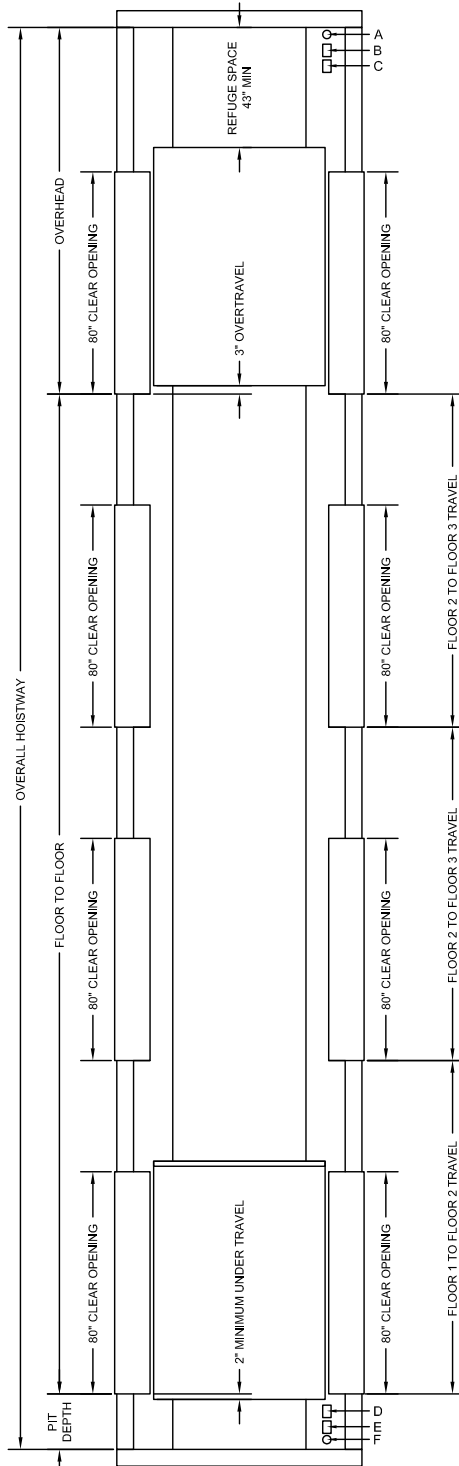 A
B
C
REFUGE SPACE
43" MIN
OVERHEAD
80" CLEAR OPENING
80" CLEAR OPENING
3" OVERTRAVEL
OVERALL HOISTWAY
80" CLEAR OPENING
80" CLEAR OPENING
FLOOR 2 TO FLOOR 3 TRAVEL
FLOOR TO FLOOR
80" CLEAR OPENING
80" CLEAR OPENING
FLOOR 2 TO FLOOR 3 TRAVEL
80" CLEAR OPENING
2" MINIMUM UNDER TRAVEL
80" CLEAR OPENING
FLOOR 1 TO FLOOR 2 TRAVEL
PIT
DEPTH
D
E
F